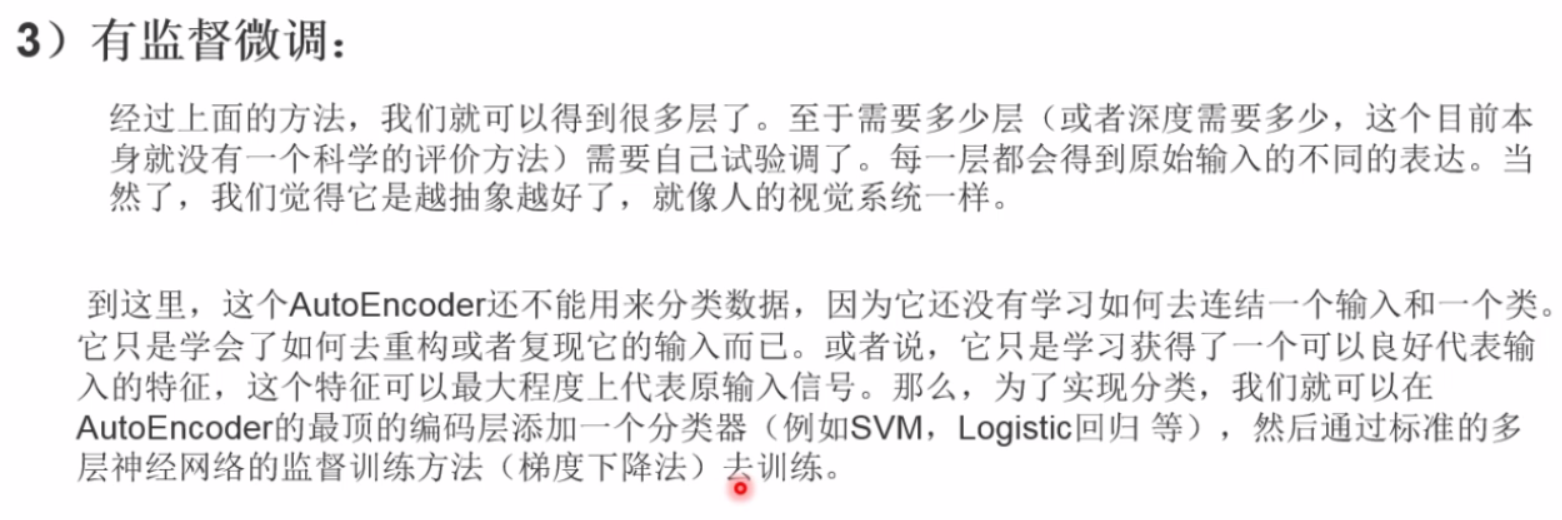 3）有监督微调：
经过上面的方法，我们就可以得到很多层了。至于需要多少层（或者深度需要多少，这个目前本
身就没有一个科学的评价方法）需要自己试验调了。每一层都会得到原始输入的不同的表达。当
然了，我们觉得它是越抽象越好了，就像人的视觉系统一样。
到这里，这个AutoEncoder还不能用来分类数据，因为它还没有学习如何去连结一个输入和一个类。
它只是学会了如何去重构或者复现它的输入而已。或者说，它只是学习获得了一个可以良好代表输
入的特征，这个特征可以最大程度上代表原输入信号。那么，为了实现分类，我们就可以在
AutoEncoder的最顶的编码层添加一个分类器（例如SVM，Logistic回归 等），然后通过标准的多
层神经网络的监督训练方法（梯度下降法）去训练。